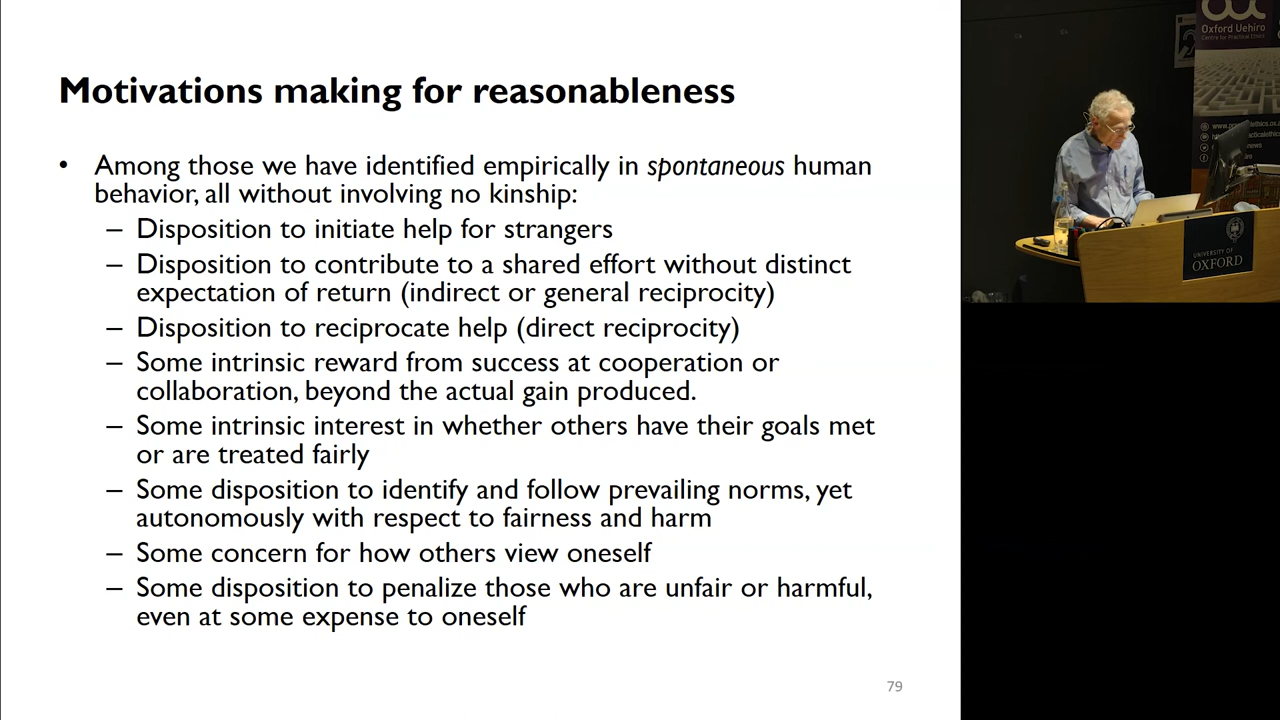 Motivations making for reasonableness
• Among those we have identified empirically in spontaneous human
behavior, all without involving no kinship:
– Disposition to initiate help for strangers
– Disposition to contribute to a shared effort without distinct
expectation of return (indirect or general reciprocity)
– Disposition to reciprocate help (direct reciprocity)
– Some intrinsic reward from success at cooperation or
collaboration, beyond the actual gain produced.
– Some intrinsic interest in whether others have their goals met
or are treated fairly
– Some disposition to identify and follow prevailing norms, yet
autonomously with respect to fairness and harm
– Some concern for how others view oneself
– Some disposition to penalize those who are unfair or harmful,
even at some expense to oneself
79
Oxford Uehiro
Centre for Practical Ethics
UNIVERSITY OF
OXFORD